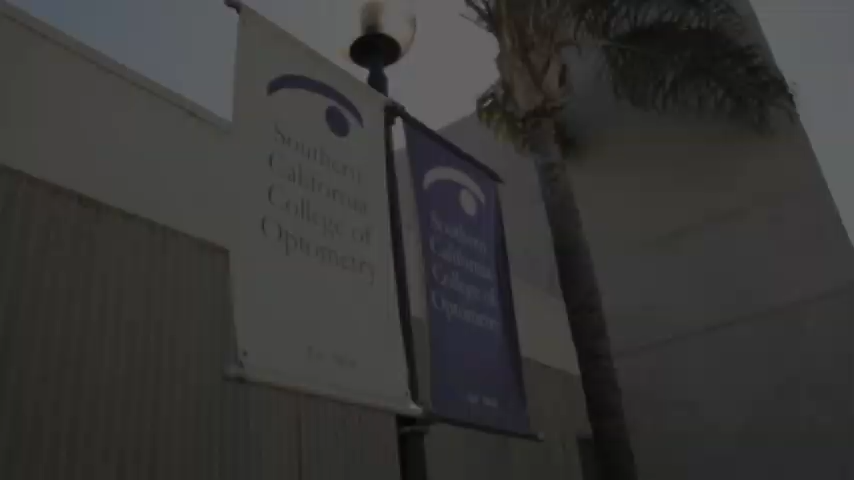 Southern
California
College of
Optometry
Southern
California
College of
Optometry